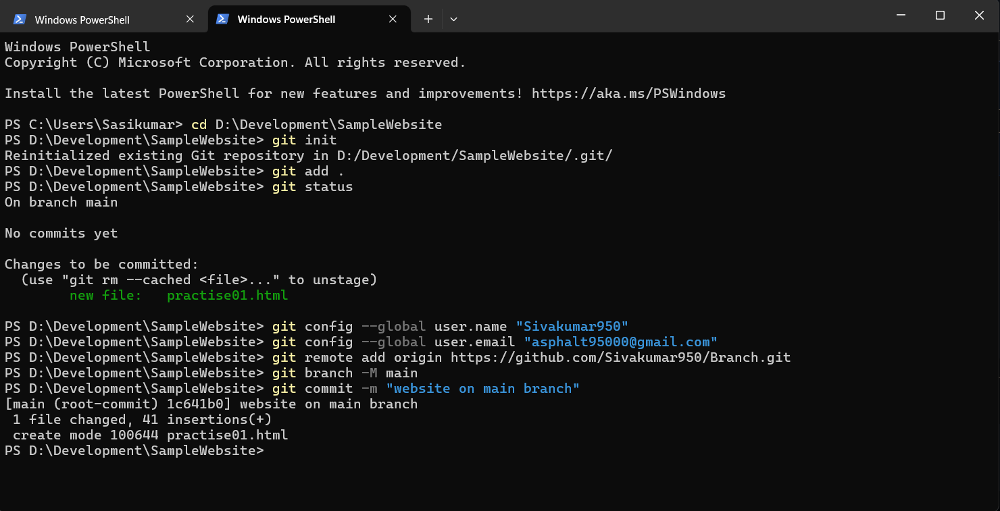 Windows PowerShell
Windows PowerShell
Windows PowerShell
Copyright (C) Microsoft Corporation. All rights reserved.
Install the latest PowerShell for new features and improvements! https://aka.ms/PSWindows
PS C:\Users\Sasikumar> cd D:\Development\SampleWebsite
PS D:\Development\SampleWebsite> git init
Reinitialized existing Git repository in D:/Development/SampleWebsite/.git/
PS D:\Development\SampleWebsite> git add .
PS D:\Development\SampleWebsite> git status
On branch main
No commits yet
Changes to be committed:
  (use "git rm --cached <file>..." to unstage)
        new file:   practise01.html
PS D:\Development\SampleWebsite> git config --global user.name "Sivakumar950"
PS D:\Development\SampleWebsite> git config --global user.email "asphalt95000@gmail.com"
PS D:\Development\SampleWebsite> git remote add origin https://github.com/Sivakumar950/Branch.git
PS D:\Development\SampleWebsite> git branch -M main
PS D:\Development\SampleWebsite> git commit -m "website on main branch"
[main (root-commit) 1c641b0] website on main branch
 1 file changed, 41 insertions(+)
 create mode 100644 practise01.html
PS D:\Development\SampleWebsite>